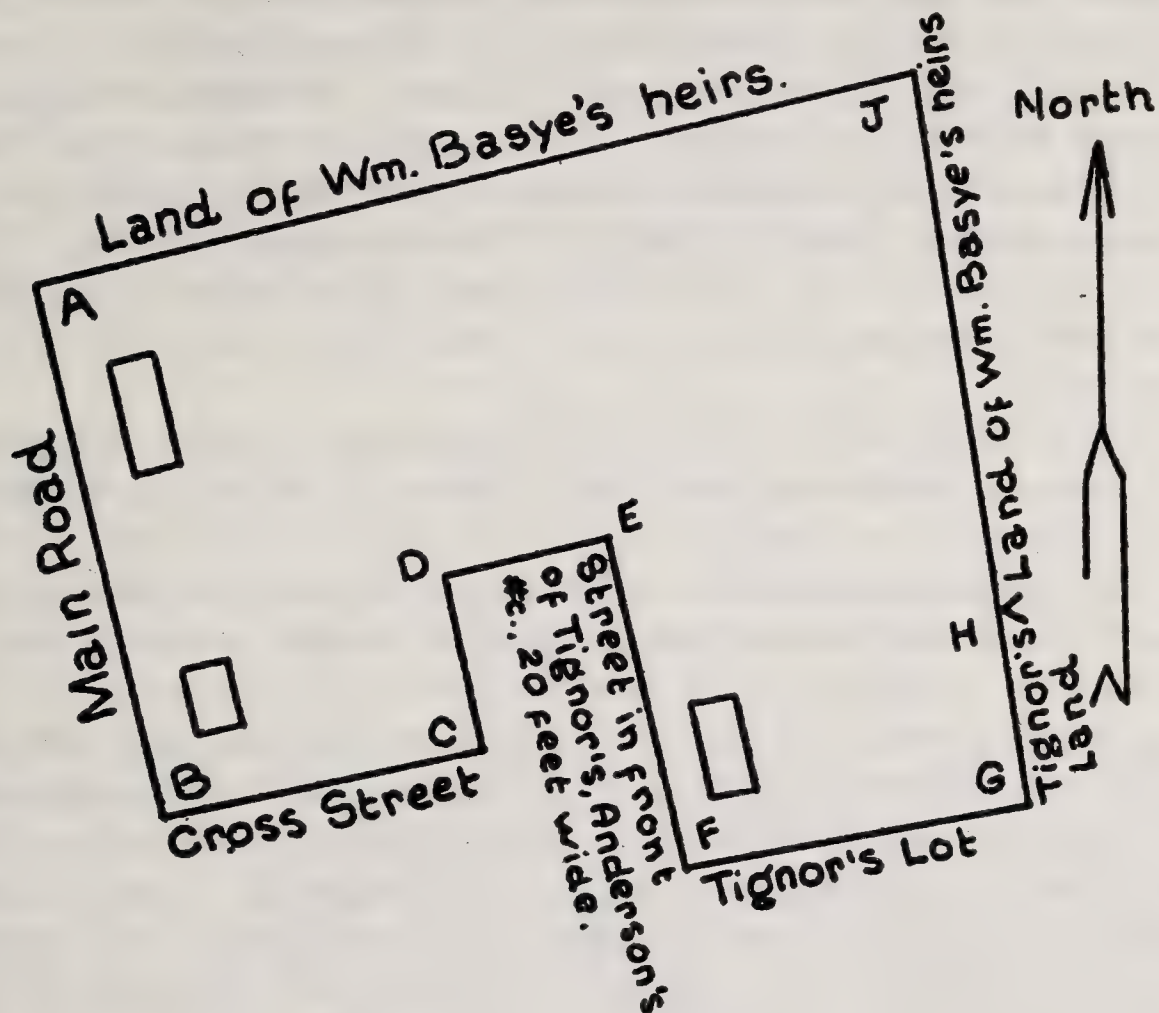 Land of Wm. Basye's heirs.
North
J
A
Land of Wm. Basye's heirs
Main Road
E
D
Street in front
of Tignor's, Anderson's
&c., 20 feet wide.
H
Tignour's
Land
C
B
G
Cross Street
F
Tignor's Lot